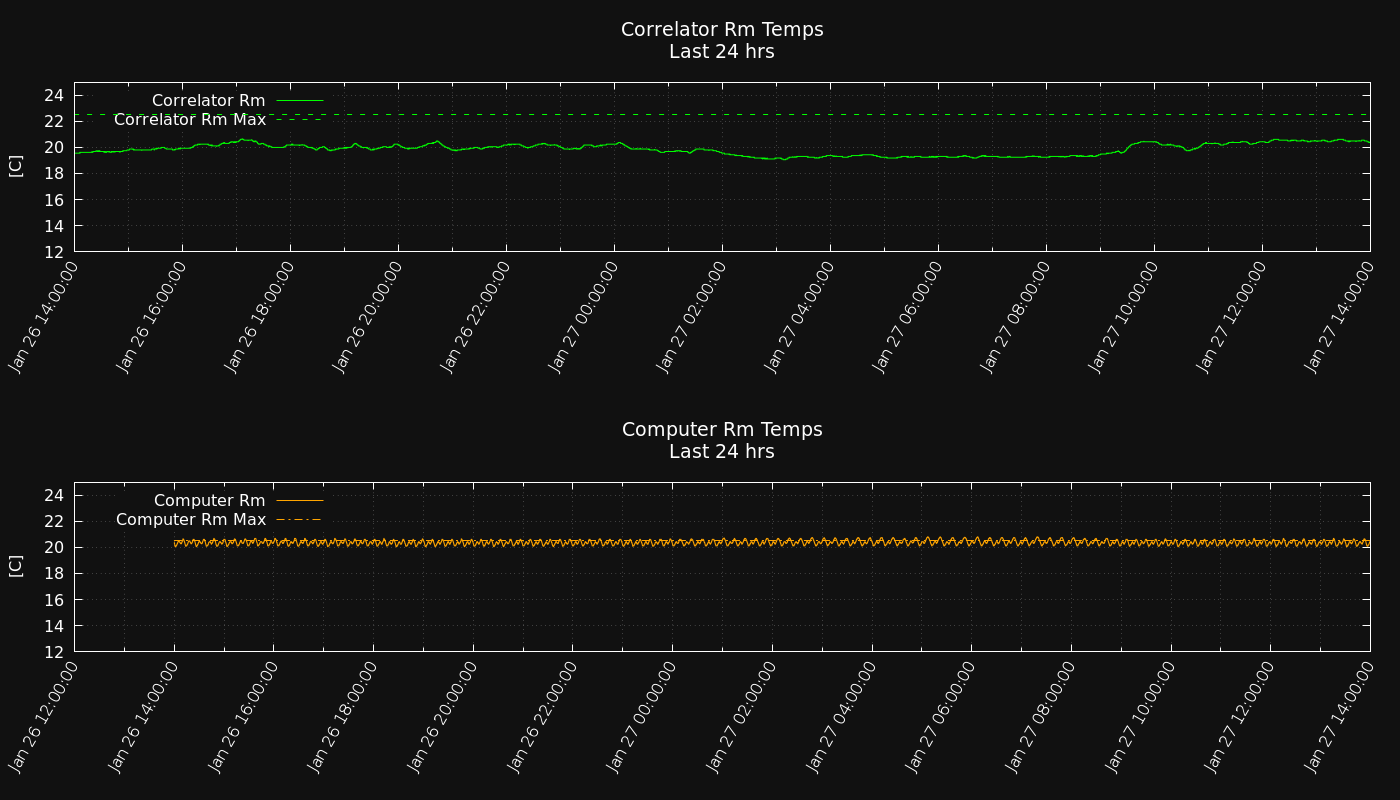 Correlator Rm Temps
Last 24 hrs
Correlator Rm
Correlator Rm Max
[C]
24
22
20
18
16
14
12
Jan 26 14:00:00
Jan 26 16:00:00
Jan 26 18:00:00
Jan 26 20:00:00
Jan 26 22:00:00
Jan 27 00:00:00
Jan 27 02:00:00
Jan 27 04:00:00
Jan 27 06:00:00
Jan 27 08:00:00
Jan 27 10:00:00
Jan 27 12:00:00
Jan 27 14:00:00
Computer Rm Temps
Last 24 hrs
Computer Rm
Computer Rm Max
[C]
24
22
20
18
16
14
12
Jan 26 12:00:00
Jan 26 14:00:00
Jan 26 16:00:00
Jan 26 18:00:00
Jan 26 20:00:00
Jan 26 22:00:00
Jan 27 00:00:00
Jan 27 02:00:00
Jan 27 04:00:00
Jan 27 06:00:00
Jan 27 08:00:00
Jan 27 10:00:00
Jan 27 12:00:00
Jan 27 14:00:00